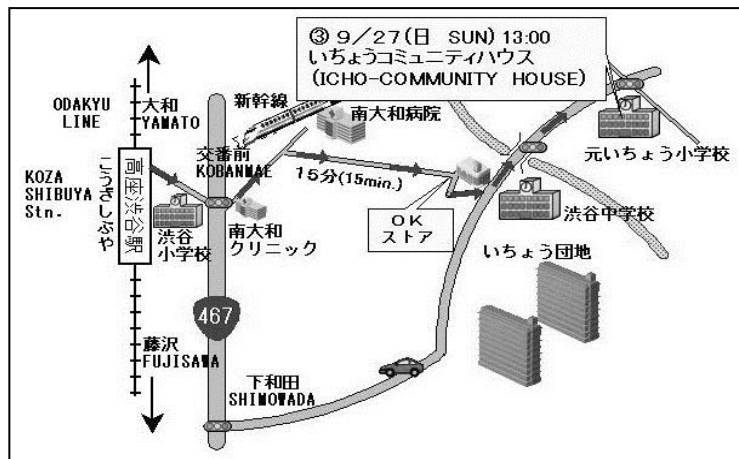 ③ 9/27(日 SUN) 13:00
いちょうコミュニティハウス
(ICHO-COMMUNITY HOUSE)
ODAKYU
LINE
大和
YAMATO
新幹線
南大和病院
元いちょう小学校
交番前
KOBANMAE
KOZA
SHIBUYA
Stn.
こうざしぶや
高座渋谷駅
15分(15min.)
渋谷
小学校
南大和
クリニック
OK
ストア
渋谷中学校
いちょう団地
467
藤沢
FUJISAWA
下和田
SHIMOWADA